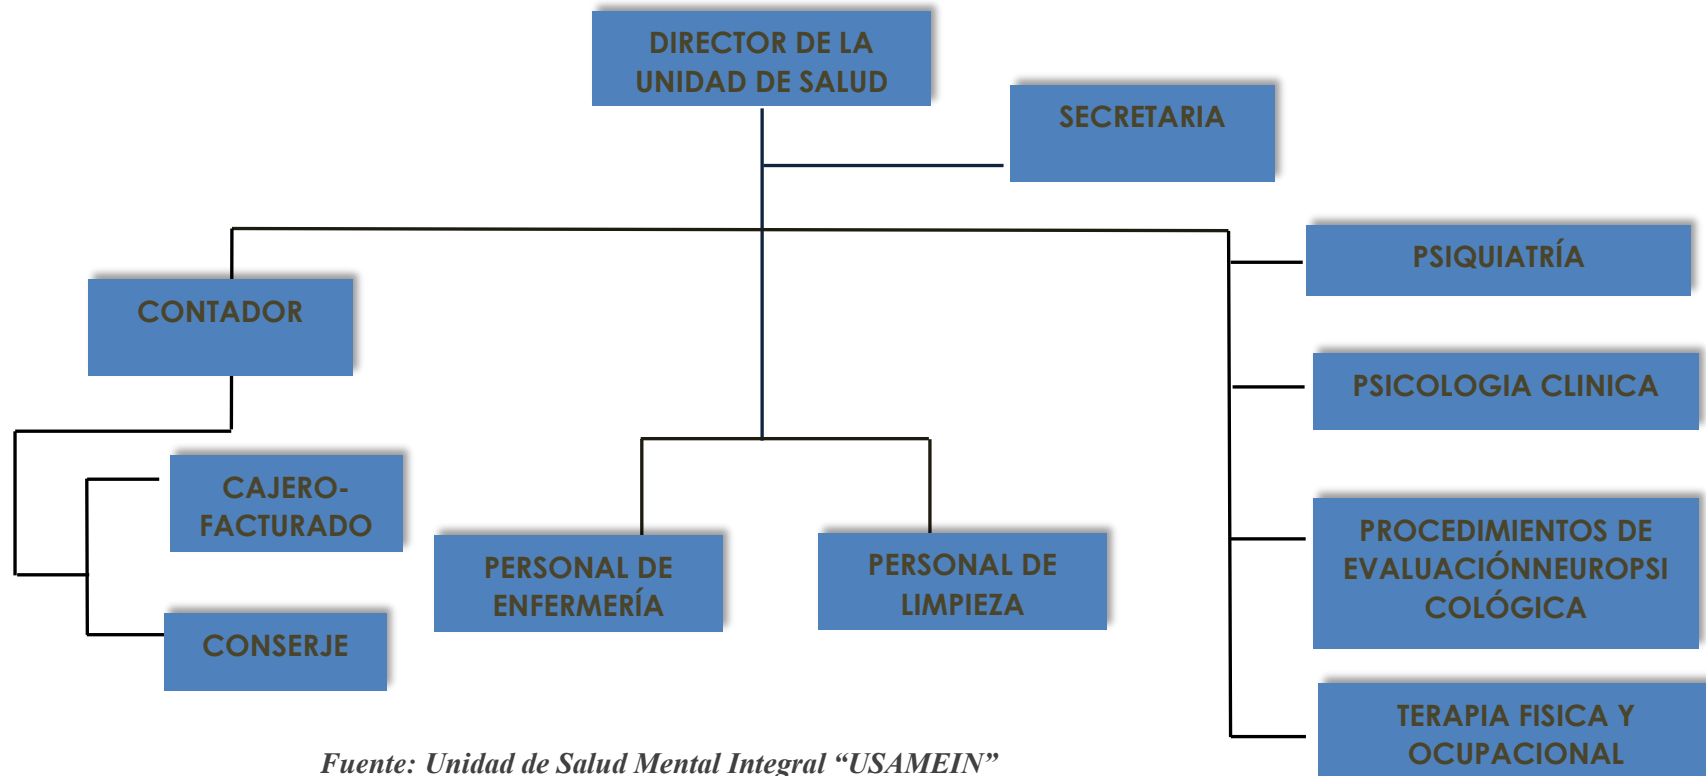 DIRECTOR DE LA
UNIDAD DE SALUD
SECRETARIA
PSIQUIATRÍA
CONTADOR
PSICOLOGIA CLINICA
CAJERO-
FACTURADO
PROCEDIMIENTOS DE
EVALUACIÓNNEUROPSI
COLÓGICA
PERSONAL DE
ENFERMERÍA
PERSONAL DE
LIMPIEZA
CONSERJE
TERAPIA FISICA Y
OCUPACIONAL
Fuente: Unidad de Salud Mental Integral “USAMEIN”